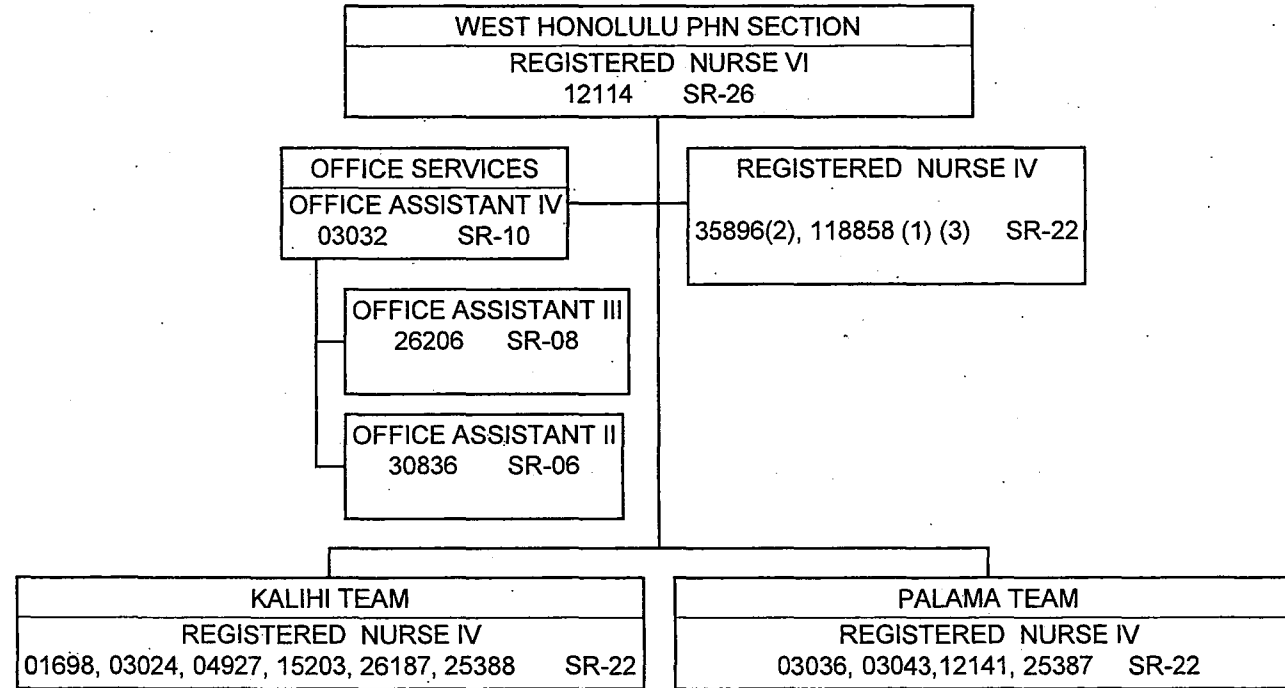 WEST HONOLULU PHN SECTION
REGISTERED NURSE VI
12114 SR-26
OFFICE SERVICES
OFFICE ASSISTANT IV
03032 SR-10
REGISTERED NURSE IV
35896(2), 118858 (1) (3) SR-22
OFFICE ASSISTANT III
26206 SR-08
OFFICE ASSISTANT II
30836 SR-06
KALIHI TEAM
REGISTERED NURSE IV
01698, 03024, 04927, 15203, 26187, 25388 SR-22
PALAMA TEAM
REGISTERED NURSE IV
03036, 03043,12141, 25387 SR-22